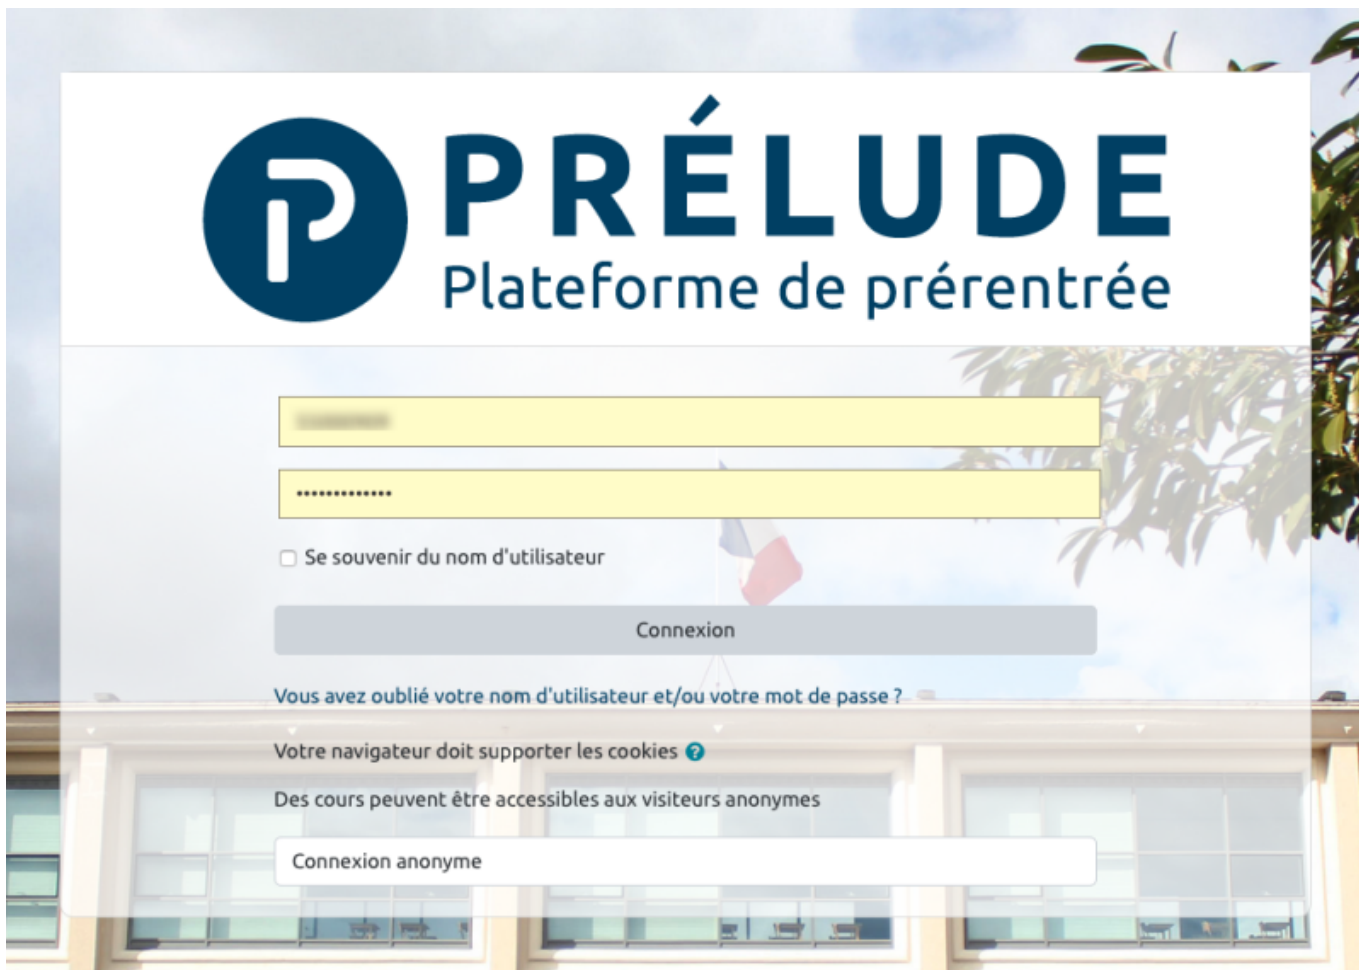 PRÉLUDE
Plateforme de prérentrée
•••••••••••••
Se souvenir du nom d'utilisateur
Connexion
Vous avez oublié votre nom d'utilisateur et/ou votre mot de passe ?
Votre navigateur doit supporter les cookies ?
Des cours peuvent être accessibles aux visiteurs anonymes
Connexion anonyme